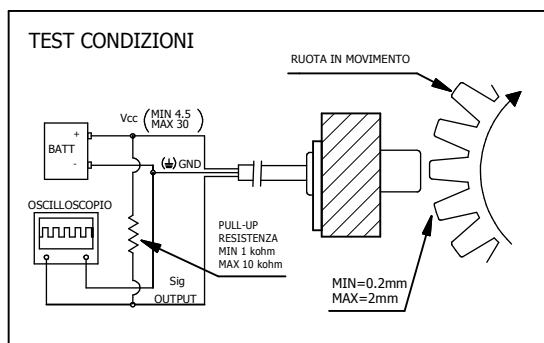 TEST CONDIZIONI
RUOTA IN MOVIMENTO
Vcc (MIN 4.5
MAX 30)
+
BATT
-
(⏚) GND
OSCILLOSCOPIO
PULL-UP
RESISTENZA
MIN 1 kohm
MAX 10 kohm
Sig
OUTPUT
MIN=0.2mm
MAX=2mm